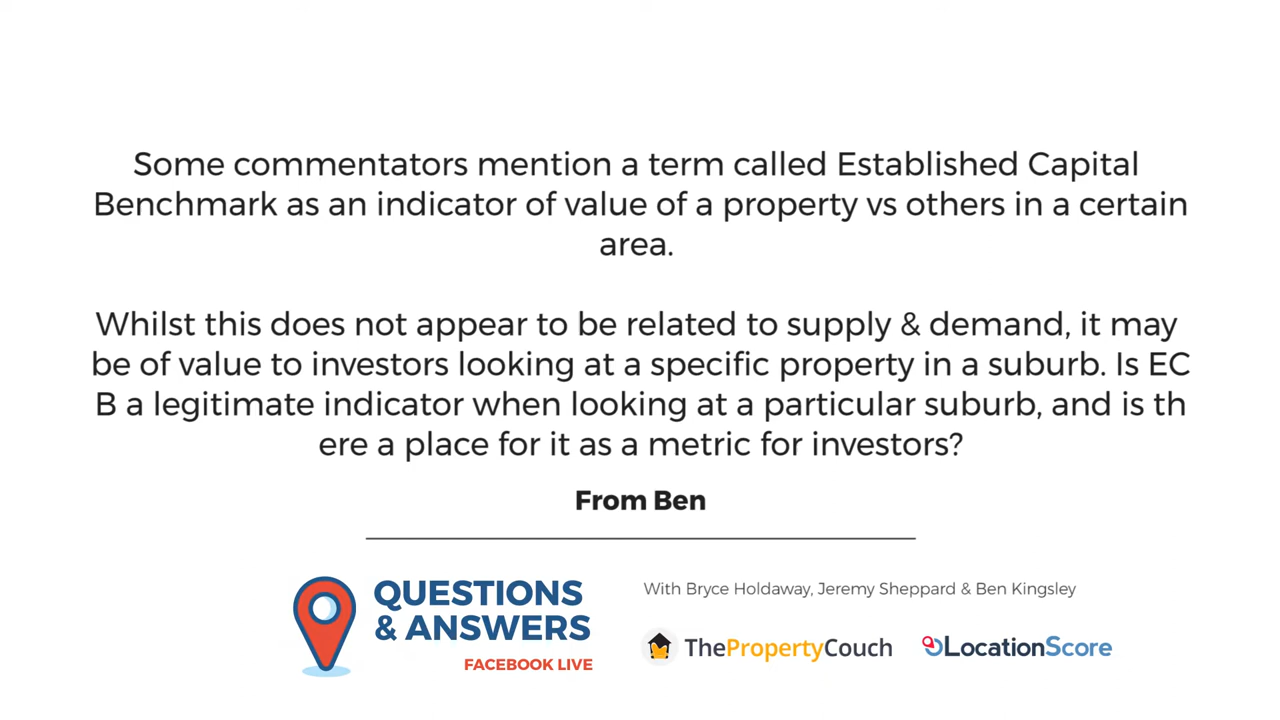 Some commentators mention a term called Established Capital
Benchmark as an indicator of value of a property vs others in a certain
area.
Whilst this does not appear to be related to supply & demand, it may
be of value to investors looking at a specific property in a suburb. Is EC
B a legitimate indicator when looking at a particular suburb, and is th
ere a place for it as a metric for investors?
From Ben
QUESTIONS
& ANSWERS
FACEBOOK LIVE
With Bryce Holdaway, Jeremy Sheppard & Ben Kingsley
ThePropertyCouch
LocationScore